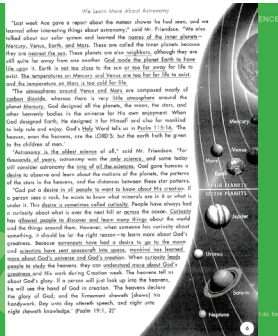 We Learn More About Astronomy
"Last week Ace gave a report about the meteor shower he had seen, and we
learned other interesting things about astronomy," said Mr. Friendson. "We also
talked about our solar system and learned the names of the inner planets—
Mercury, Venus, Earth, and Mars. These are called the inner planets because
they are nearest the sun. These planets are also neighbors, although they are
still quite far away from one another. God made the planet Earth to have
life upon it. Earth is not too close to the sun or too far away for life to
exist. The temperatures on Mercury and Venus are too hot for life to exist,
and the temperature on Mars is too cold for life.
"The atmospheres around Venus and Mars are composed mostly of
carbon dioxide, whereas there is very little atmosphere around the
planet Mercury. God designed all the planets, the moon, the stars, and
other heavenly bodies in the universe for His own enjoyment. When
God designed Earth, He designed it for Himself and also for mankind
to help rule and enjoy. God's Holy Word tells us in Psalm 115:16, 'The
heaven, even the heavens, are the LORD'S: but the earth hath he given
to the children of men.'
"Astronomy is the oldest science of all," said Mr. Friendson. "For
thousands of years, astronomy was the only science, and some today
still consider astronomy the king of all the sciences. God gave humans a
desire to observe and learn about the motions of the planets, the patterns
of the stars in the heavens, and the distances between these star patterns.
"God put a desire in all people to want to know about His creation. If
a person sees a rock, he wants to know what minerals are in it or what is
under it. This desire is sometimes called curiosity. People have always had
a curiosity about what is over the next hill or across the ocean. Curiosity
has allowed people to discover and learn many things about the world
and the things around them. However, when someone has curiosity about
something, it should be for the right reason—to learn more about God's
greatness. Because astronauts have had a desire to go to the moon
and scientists have sent spacecraft into space, mankind has learned
more about God's universe and God's creation. When curiosity leads
people to study the heavens, they can understand more about God's
greatness and His work during Creation week. The heavens tell us
about God's glory. If a person will just look up into the heavens,
he will see the hand of God in creation. 'The heavens declare
the glory of God; and the firmament sheweth (shows) his
handywork. Day unto day uttereth speech, and night unto
night sheweth knowledge.' (Psalm 19:1, 2)"
Mercury
Venus
Earth
Mars
INNER PLANETS
OUTER PLANETS
Jupiter
Uranus
Saturn
Neptune
6